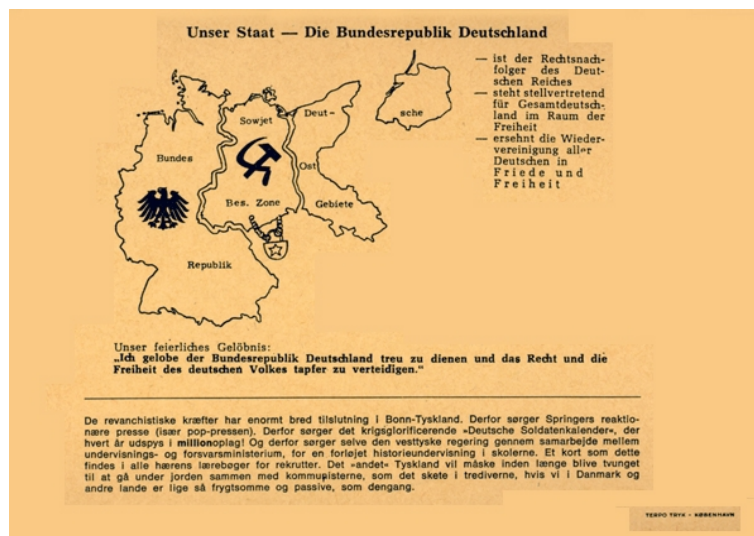 Unser Staat — Die Bundesrepublik Deutschland
— ist der Rechtsnach-
folger des Deut-
schen Reiches
— steht stellvertretend
für Gesamtdeutsch-
land im Raum der
Freiheit
— ersehnt die Wieder-
vereinigung aller
Deutschen in
Friede und
Freiheit
Deut-
sche
Sowjet
Bundes
Ost
Bes. Zone
Gebiete
Republik
Unser feierliches Gelöbnis:
„Ich gelobe der Bundesrepublik Deutschland treu zu dienen und das Recht und die
Freiheit des deutschen Volkes tapfer zu verteidigen.“
De revanchistiske kræfter har enormt bred tilslutning i Bonn-Tyskland. Derfor sørger Springers reaktio-
nære presse (især pop-pressen). Derfor sørger det krigsglorificerende »Deutsche Soldatenkalender«, der
hvert år udspys i millionoplag! Og derfor sørger selve den vesttyske regering gennem samarbejde mellem
undervisnings- og forsvarsministerium, for en forløjet historieundervisning i skolerne. Et kort som dette
findes i alle hærens lærebøger for rekrutter. Det »andet« Tyskland vil måske inden længe blive tvunget
til at gå under jorden sammen med kommunisterne, som det skete i trediverne, hvis vi i Danmark og
andre lande er lige så frygtsomme og passive, som dengang.
TERPO TRYK - KØBENHAVN